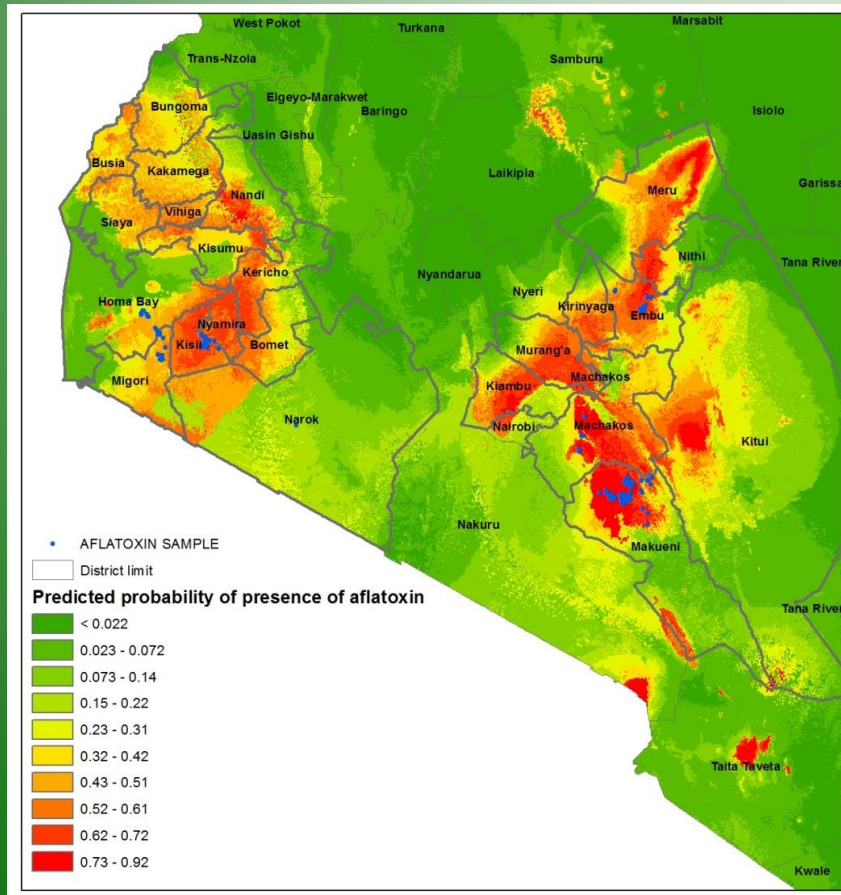 West Pokot
Turkana
Marsabit
Trans-Nzoia
Samburu
Bungoma
Elgeyo-Marakwet
Baringo
Isiolo
Uasin Gishu
Busia
Kakamega
Laikipia
Nandi
Meru
Garissa
Siaya
Vihiga
Kisumu
Nithi
Tana River
Kericho
Nyandarua
Nyeri
Homa Bay
Kirinyaga
Embu
Nyamira
Kisii
Bomet
Murang'a
Migori
Kiambu
Machakos
Narok
Nairobi
Machakos
Kitui
Nakuru
Makueni
AFLATOXIN SAMPLE
District limit
Predicted probability of presence of aflatoxin
Tana River
< 0.022
0.023 - 0.072
0.073 - 0.14
0.15 - 0.22
0.23 - 0.31
0.32 - 0.42
0.43 - 0.51
0.52 - 0.61
0.62 - 0.72
0.73 - 0.92
Taita Taveta
Kwale